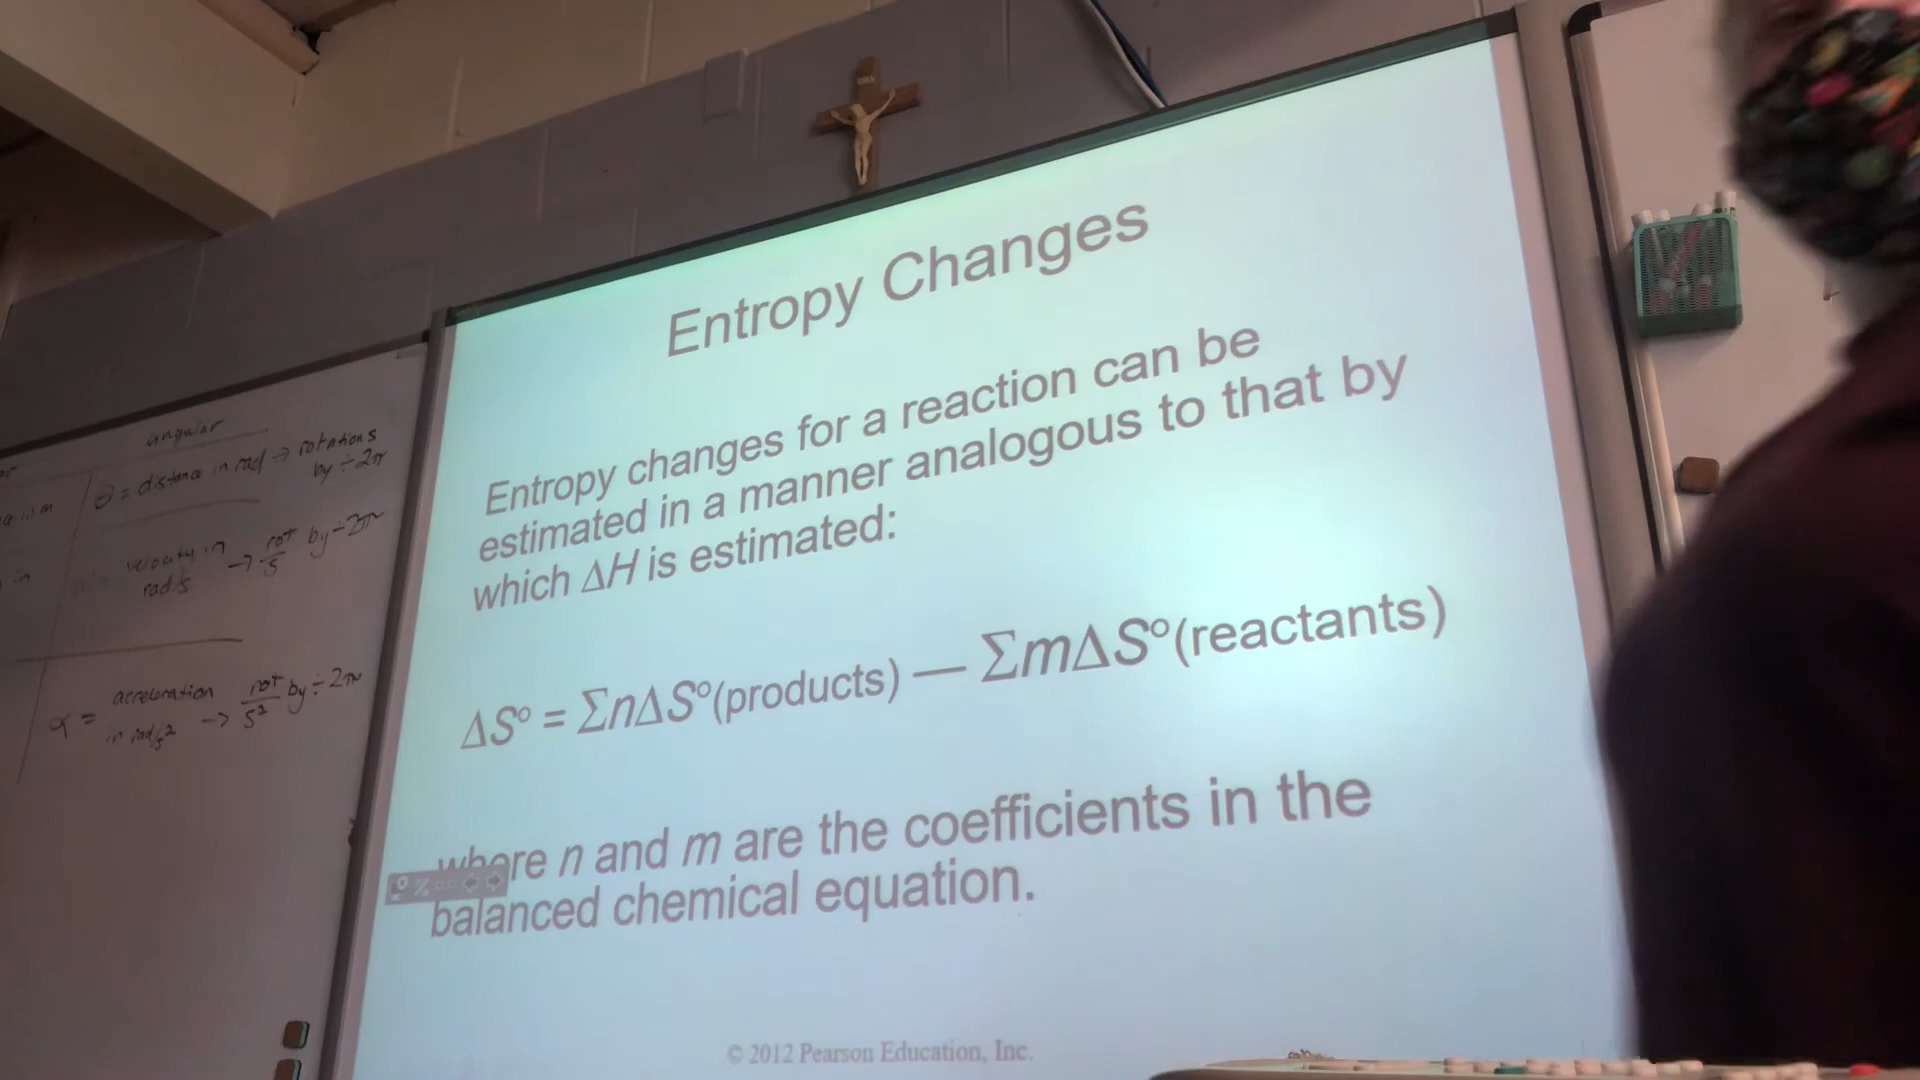 angular
θ = distance in rad → rotations
by ÷ 2π
velocity in
rad/s → rot/s by ÷ 2π
in
α = acceleration
in rad/s² → rot/s² by ÷ 2π
Entropy Changes
Entropy changes for a reaction can be
estimated in a manner analogous to that by
which ΔH is estimated:
ΔS° = ΣnΔS°(products) — ΣmΔS°(reactants)
where n and m are the coefficients in the
balanced chemical equation.
© 2012 Pearson Education, Inc.